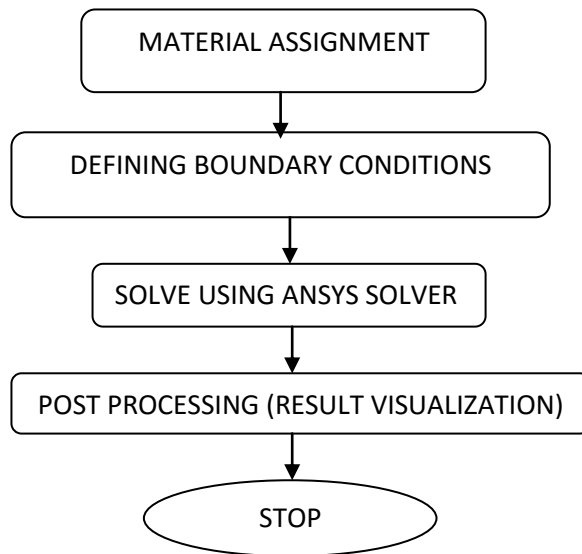 MATERIAL ASSIGNMENT
DEFINING BOUNDARY CONDITIONS
SOLVE USING ANSYS SOLVER
POST PROCESSING (RESULT VISUALIZATION)
STOP